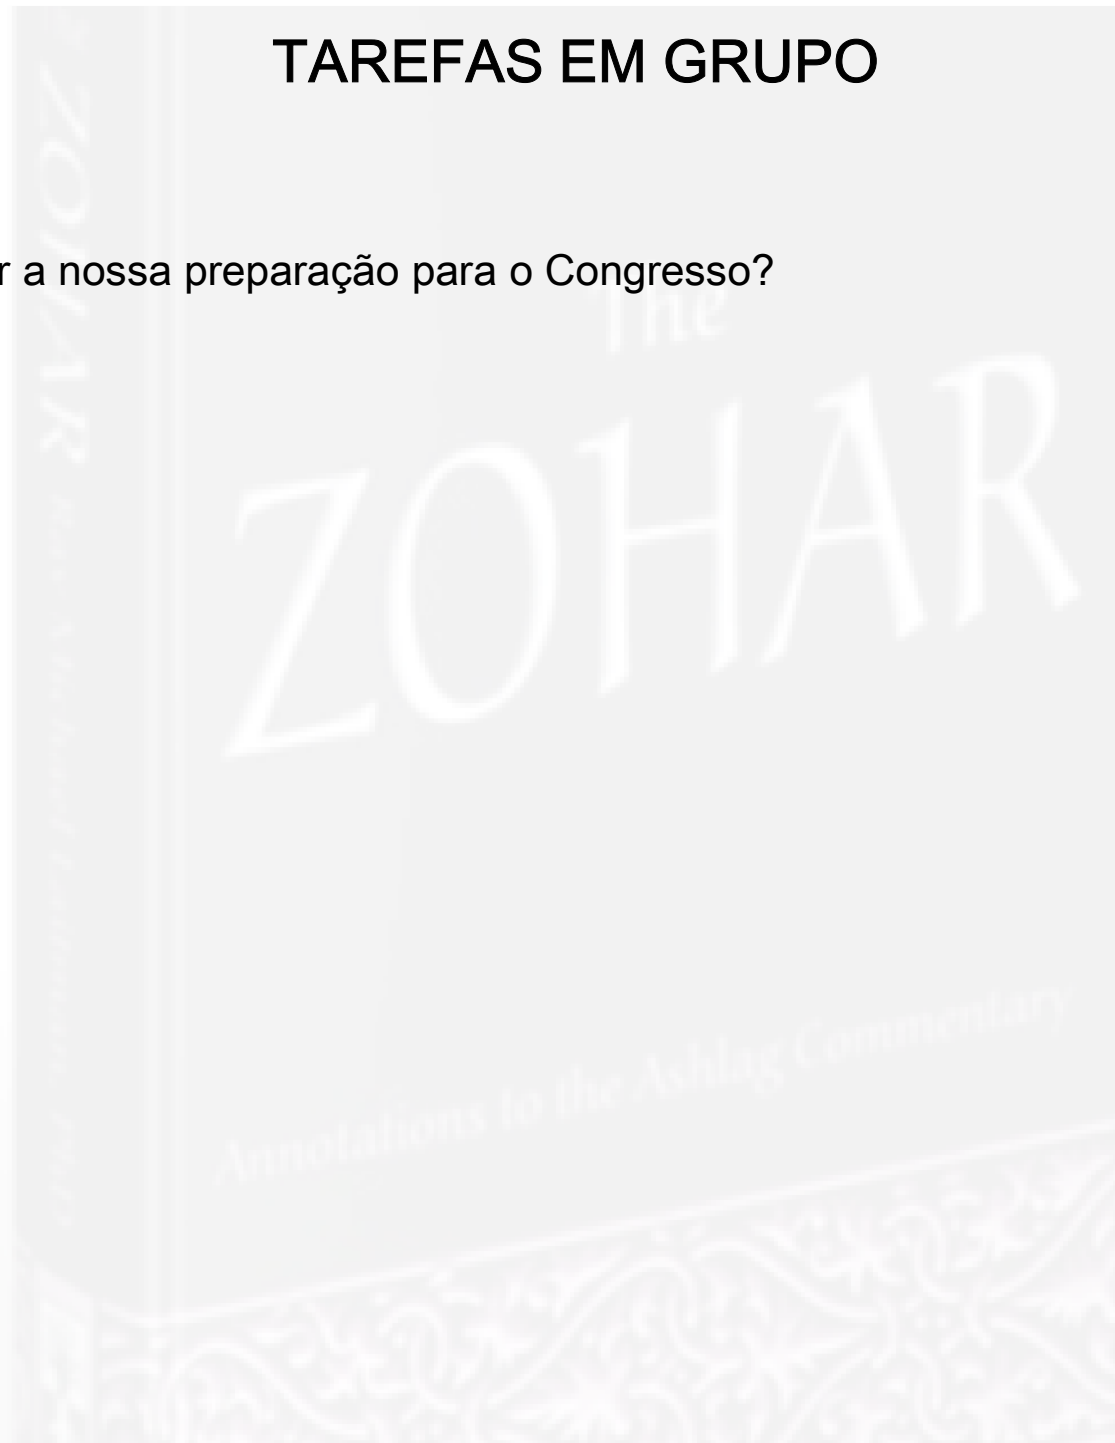 TAREFAS EM GRUPO
r a nossa preparação para o Congresso?
The
ZOHAR
Annotations to the Ashlag Commentary
ZOHAR